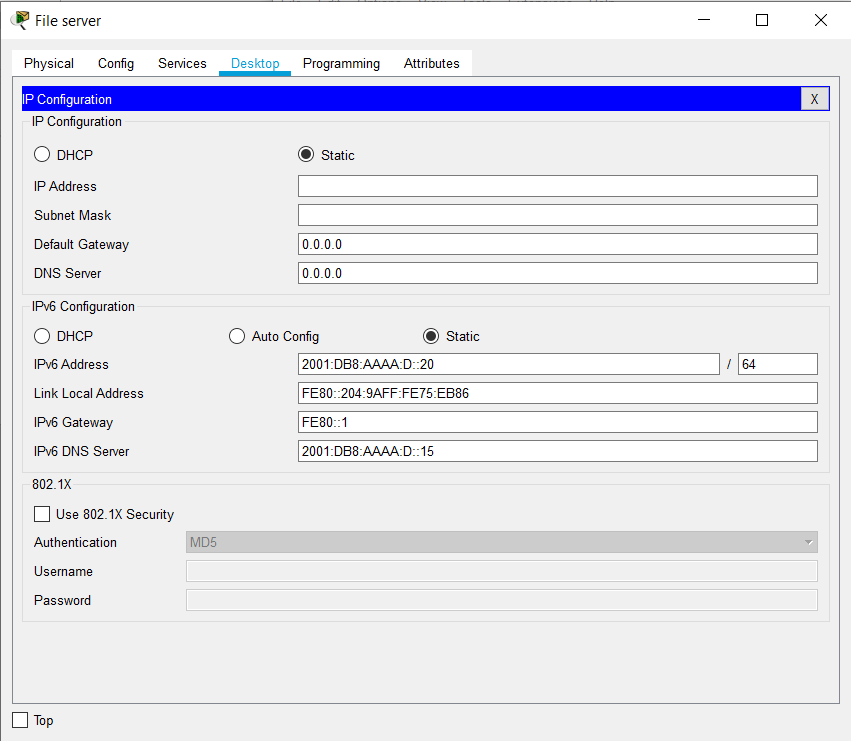 File server
Physical Config Services Desktop Programming Attributes
IP Configuration X
IP Configuration
DHCP Static
IP Address
Subnet Mask
Default Gateway 0.0.0.0
DNS Server 0.0.0.0
IPv6 Configuration
DHCP Auto Config Static
IPv6 Address 2001:DB8:AAAA:D::20 / 64
Link Local Address FE80::204:9AFF:FE75:EB86
IPv6 Gateway FE80::1
IPv6 DNS Server 2001:DB8:AAAA:D::15
802.1X
Use 802.1X Security
Authentication MD5
Username
Password
Top